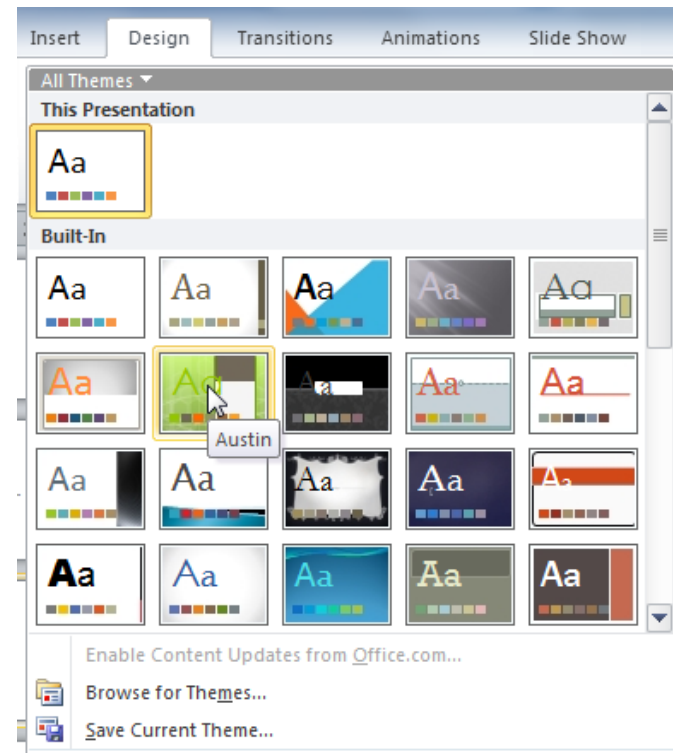 Insert Design Transitions Animations Slide Show
All Themes
This Presentation
Aa
Built-In
Aa Aa Aa Aa Aa
Aa Aa Aa Aa Aa
Austin
Aa Aa Aa Aa Aa
Aa Aa Aa Aa Aa
Enable Content Updates from Office.com...
Browse for Themes...
Save Current Theme...